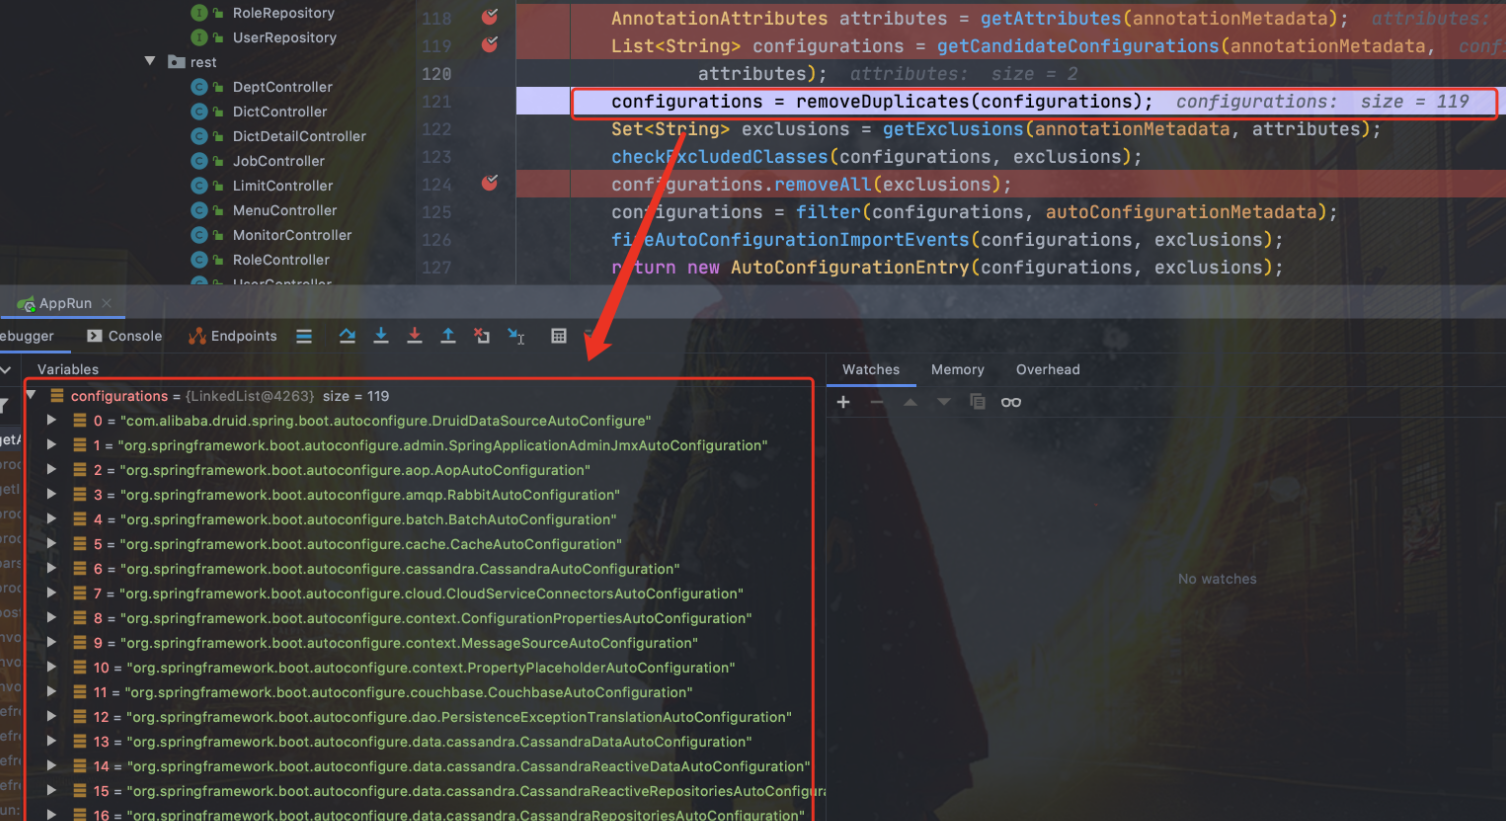 RoleRepository
UserRepository
rest
DeptController
DictController
DictDetailController
JobController
LimitController
MenuController
MonitorController
RoleController
UserController
118 AnnotationAttributes attributes = getAttributes(annotationMetadata); attributes:
119 List<String> configurations = getCandidateConfigurations(annotationMetadata, conf
120 attributes); attributes: size = 2
121 configurations = removeDuplicates(configurations); configurations: size = 119
122 Set<String> exclusions = getExclusions(annotationMetadata, attributes);
123 checkExcludedClasses(configurations, exclusions);
124 configurations.removeAll(exclusions);
125 configurations = filter(configurations, autoConfigurationMetadata);
126 fireAutoConfigurationImportEvents(configurations, exclusions);
127 return new AutoConfigurationEntry(configurations, exclusions);
AppRun
ebugger Console Endpoints
Variables
Watches Memory Overhead
configurations = {LinkedList@4263} size = 119
0 = "com.alibaba.druid.spring.boot.autoconfigure.DruidDataSourceAutoConfigure"
1 = "org.springframework.boot.autoconfigure.admin.SpringApplicationAdminJmxAutoConfiguration"
2 = "org.springframework.boot.autoconfigure.aop.AopAutoConfiguration"
3 = "org.springframework.boot.autoconfigure.amqp.RabbitAutoConfiguration"
4 = "org.springframework.boot.autoconfigure.batch.BatchAutoConfiguration"
5 = "org.springframework.boot.autoconfigure.cache.CacheAutoConfiguration"
6 = "org.springframework.boot.autoconfigure.cassandra.CassandraAutoConfiguration"
7 = "org.springframework.boot.autoconfigure.cloud.CloudServiceConnectorsAutoConfiguration"
8 = "org.springframework.boot.autoconfigure.context.ConfigurationPropertiesAutoConfiguration"
9 = "org.springframework.boot.autoconfigure.context.MessageSourceAutoConfiguration"
10 = "org.springframework.boot.autoconfigure.context.PropertyPlaceholderAutoConfiguration"
11 = "org.springframework.boot.autoconfigure.couchbase.CouchbaseAutoConfiguration"
12 = "org.springframework.boot.autoconfigure.dao.PersistenceExceptionTranslationAutoConfiguration"
13 = "org.springframework.boot.autoconfigure.data.cassandra.CassandraDataAutoConfiguration"
14 = "org.springframework.boot.autoconfigure.data.cassandra.CassandraReactiveDataAutoConfiguration"
15 = "org.springframework.boot.autoconfigure.data.cassandra.CassandraReactiveRepositoriesAutoConfigura
16 = "org.springframework.boot.autoconfigure.data.cassandra.CassandraRepositoriesAutoConfiguration"
No watches